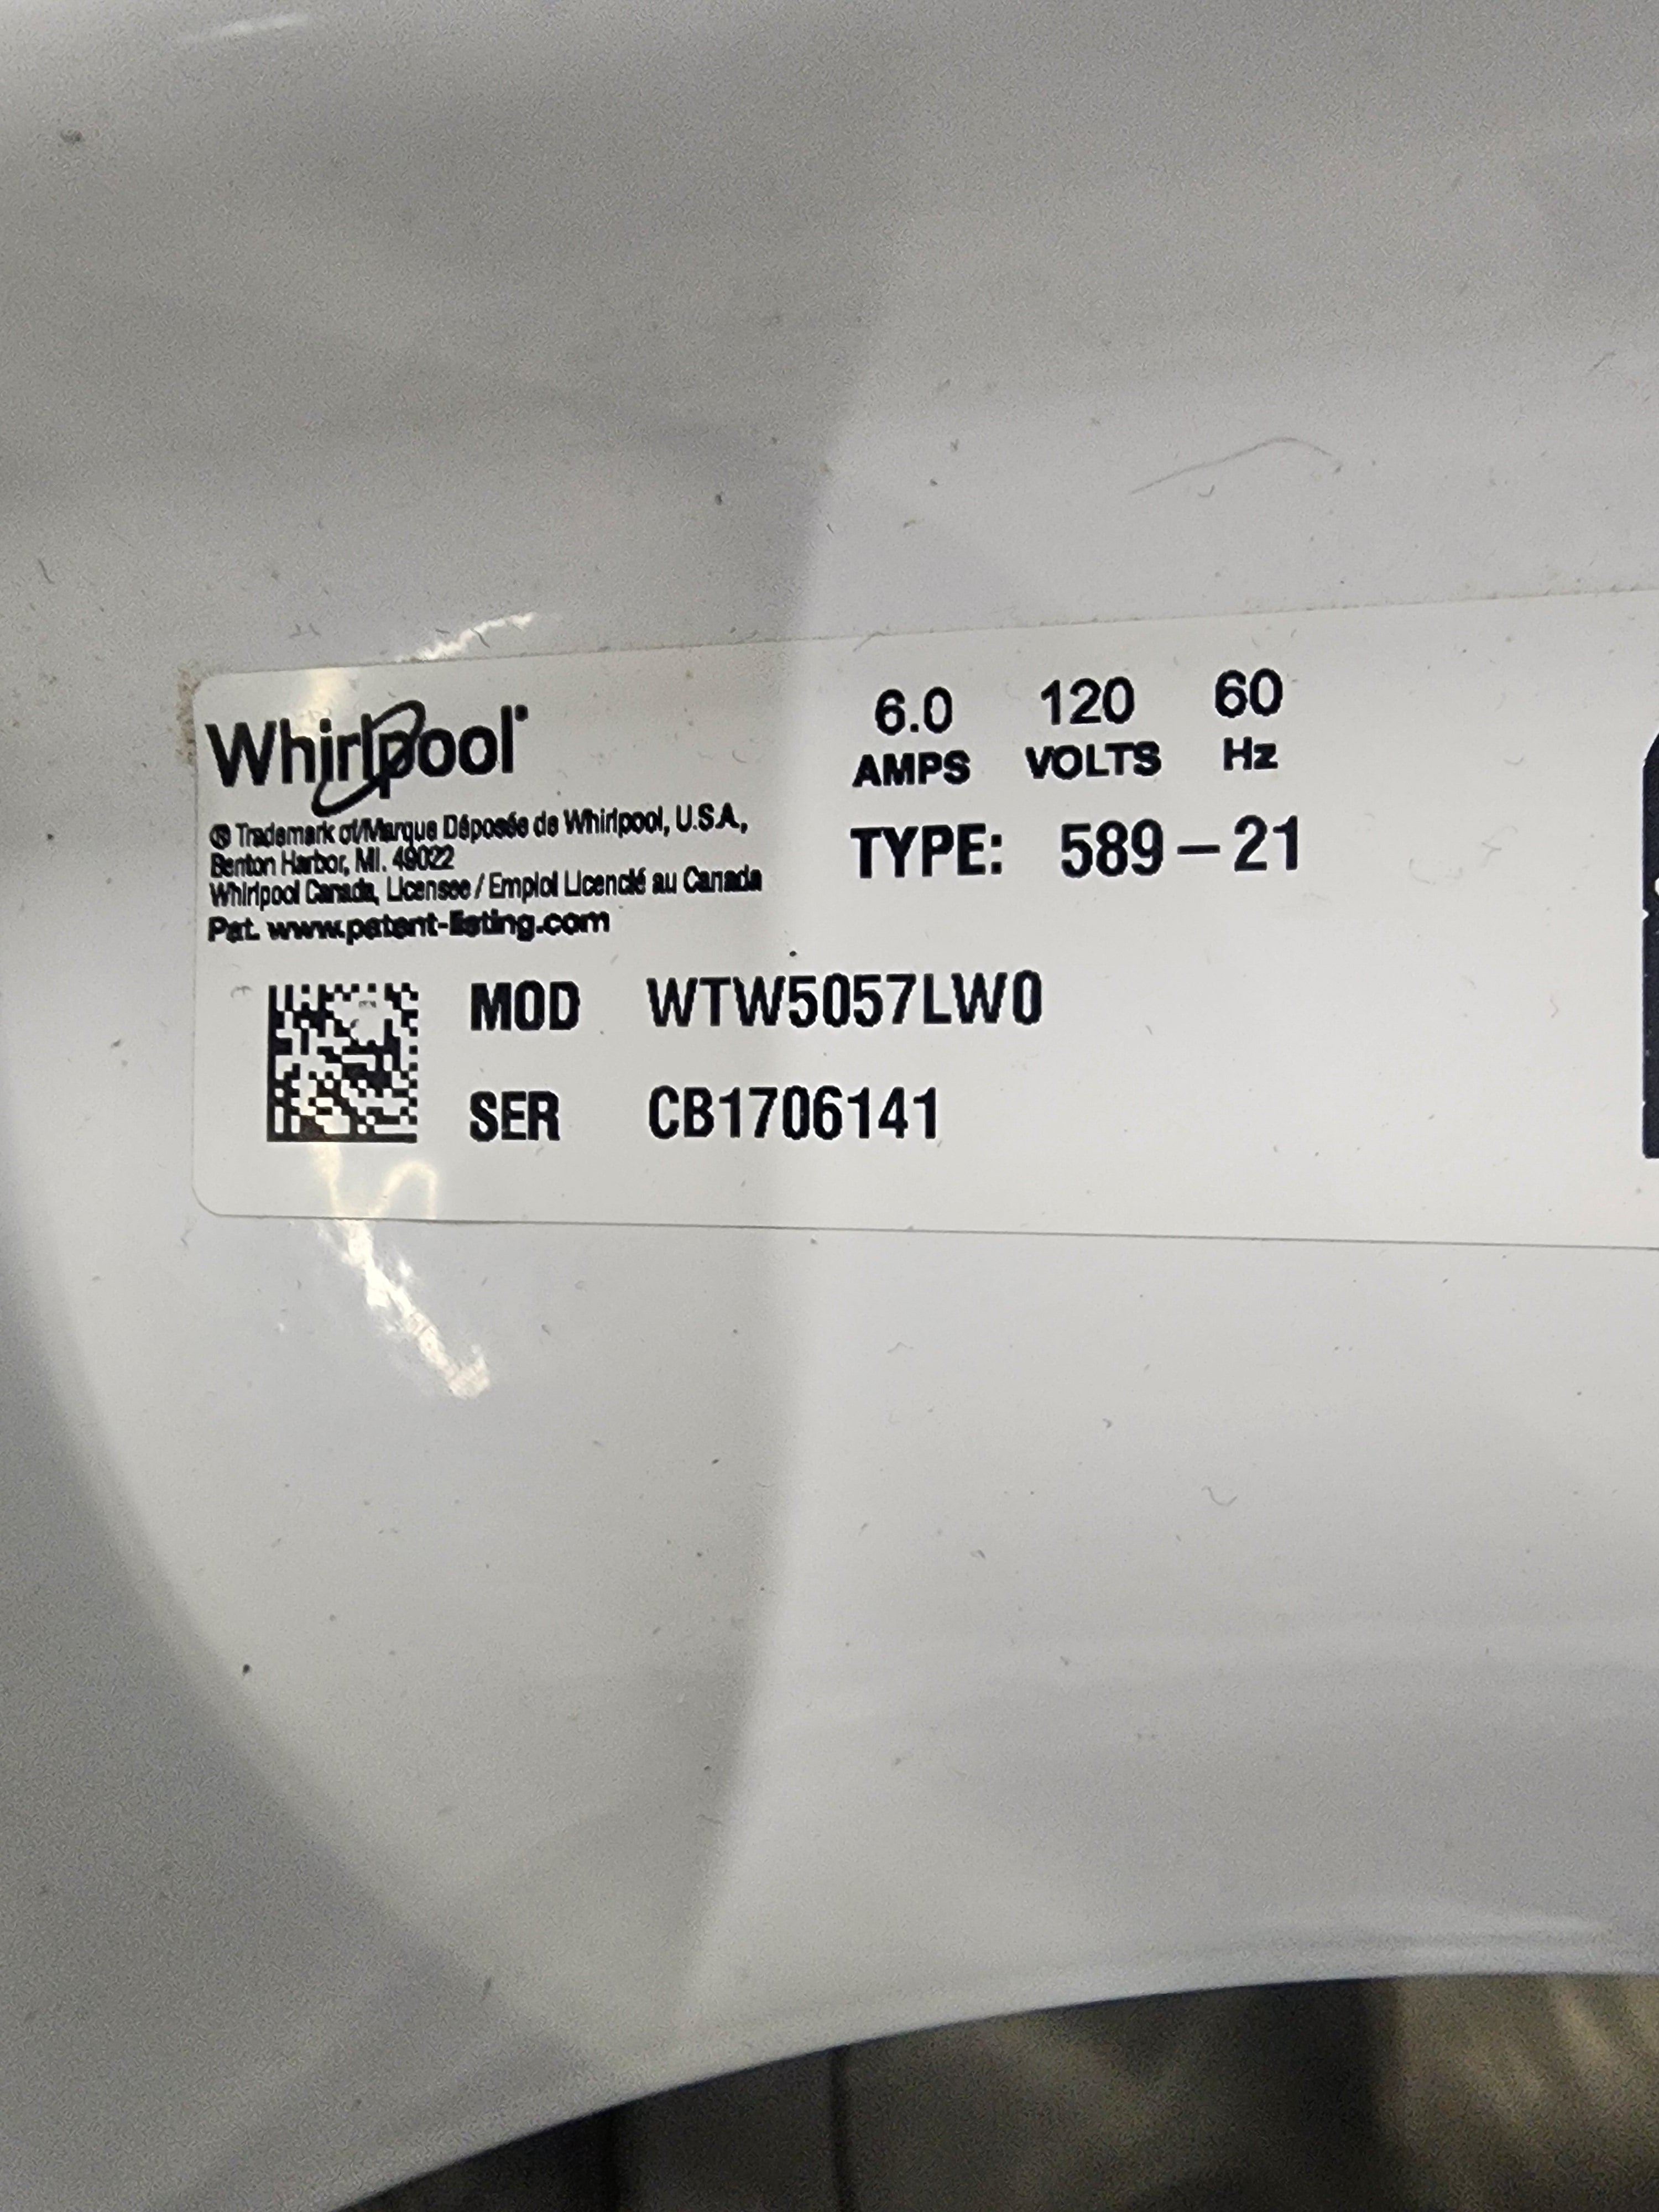 Whirlpool®
® Trademark of/Marque Déposée de Whirlpool, U.S.A.,
Benton Harbor, MI. 49022
Whirlpool Canada, Licensee / Emploi Licencié au Canada
Pat. www.patent-listing.com
6.0 120 60
AMPS VOLTS Hz
TYPE: 589-21
MOD WTW5057LW0
SER CB1706141